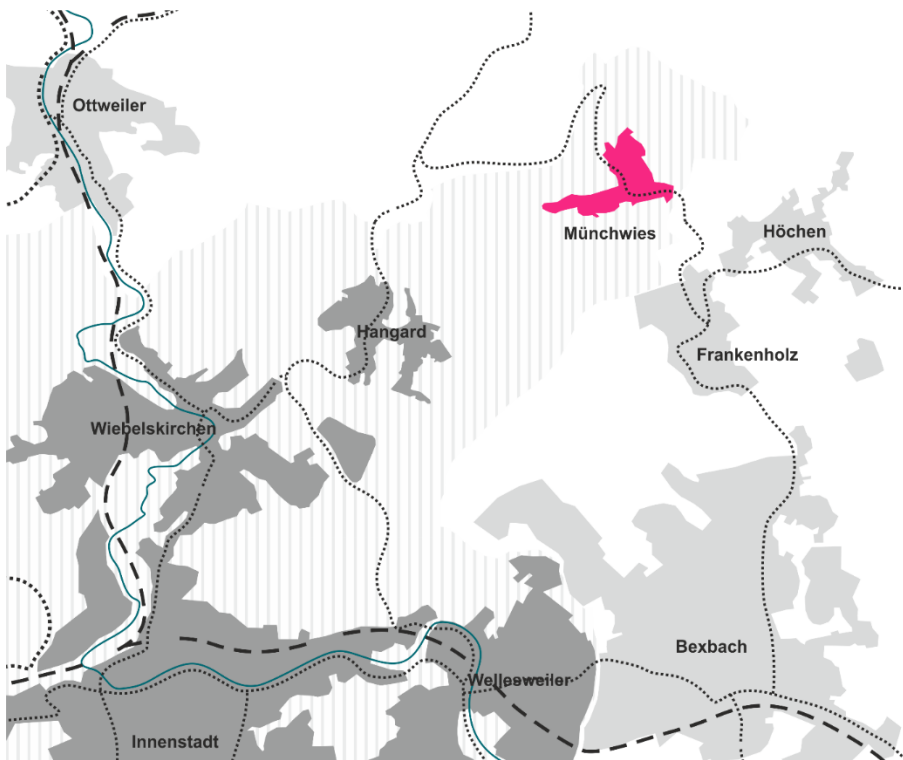 Ottweiler
Münchwies
Höchen
Hangard
Frankenholz
Wiebelskirchen
Bexbach
Wellesweiler
Innenstadt